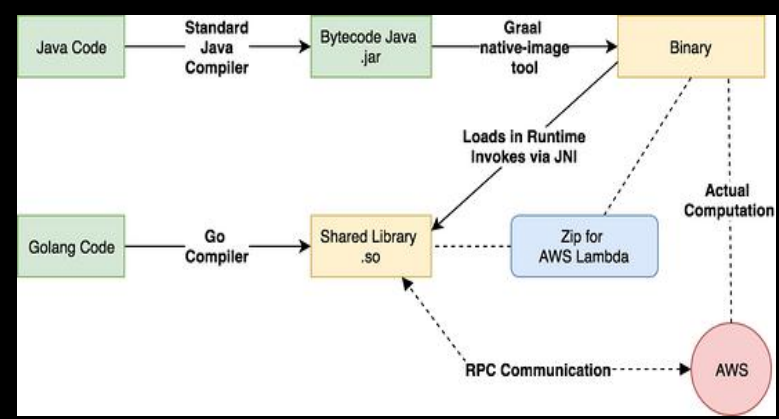 Java Code
Standard
Java
Compiler
Bytecode Java
.jar
Graal
native-image
tool
Binary
Loads in Runtime
Invokes via JNI
Actual
Computation
Golang Code
Go
Compiler
Shared Library
.so
Zip for
AWS Lambda
RPC Communication
AWS